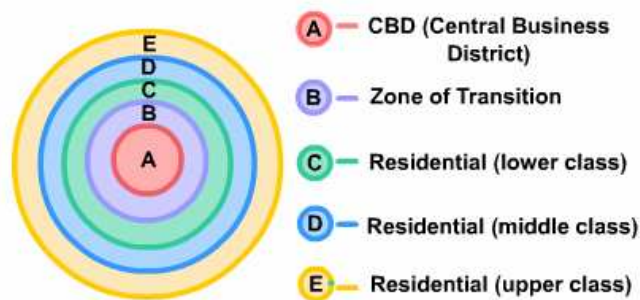 E
D
C
B
A
A CBD (Central Business
District)
B Zone of Transition
C Residential (lower class)
D Residential (middle class)
E Residential (upper class)